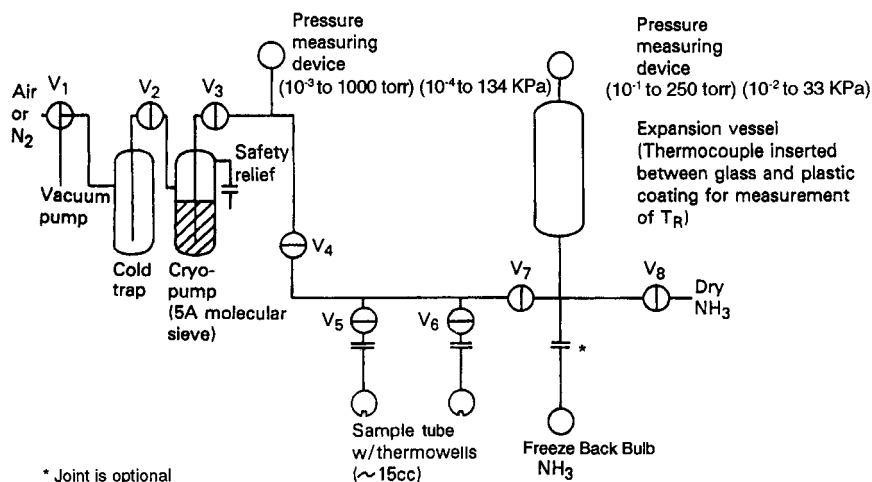 Pressure
measuring
device
(10-3 to 1000 torr) (10-4 to 134 KPa)
Pressure
measuring
device
(10-1 to 250 torr) (10-2 to 33 KPa)
Expansion vessel
(Thermocouple inserted
between glass and plastic
coating for measurement
of TR)
Air
or
N2
V1
V2
V3
Safety
relief
Vacuum
pump
Cold
trap
Cryo-
pump
(5A molecular
sieve)
V4
V5
V6
V7
V8
Dry
NH3
*
Sample tube
w/thermowells
(~15cc)
Freeze Back Bulb
NH3
* Joint is optional